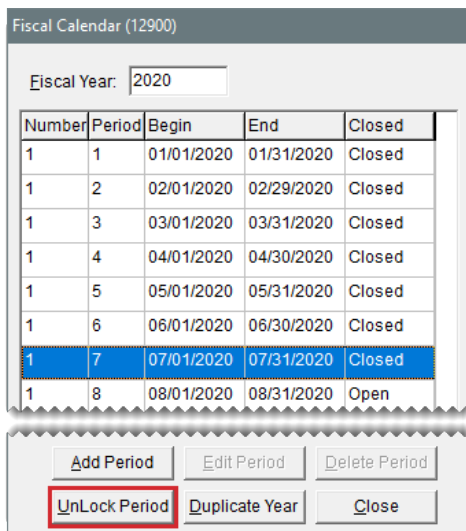 Fiscal Calendar (12900)
Fiscal Year: 2020
Number Period Begin End Closed
1 1 01/01/2020 01/31/2020 Closed
1 2 02/01/2020 02/29/2020 Closed
1 3 03/01/2020 03/31/2020 Closed
1 4 04/01/2020 04/30/2020 Closed
1 5 05/01/2020 05/31/2020 Closed
1 6 06/01/2020 06/30/2020 Closed
1 7 07/01/2020 07/31/2020 Closed
1 8 08/01/2020 08/31/2020 Open
Add Period Edit Period Delete Period
UnLock Period Duplicate Year Close